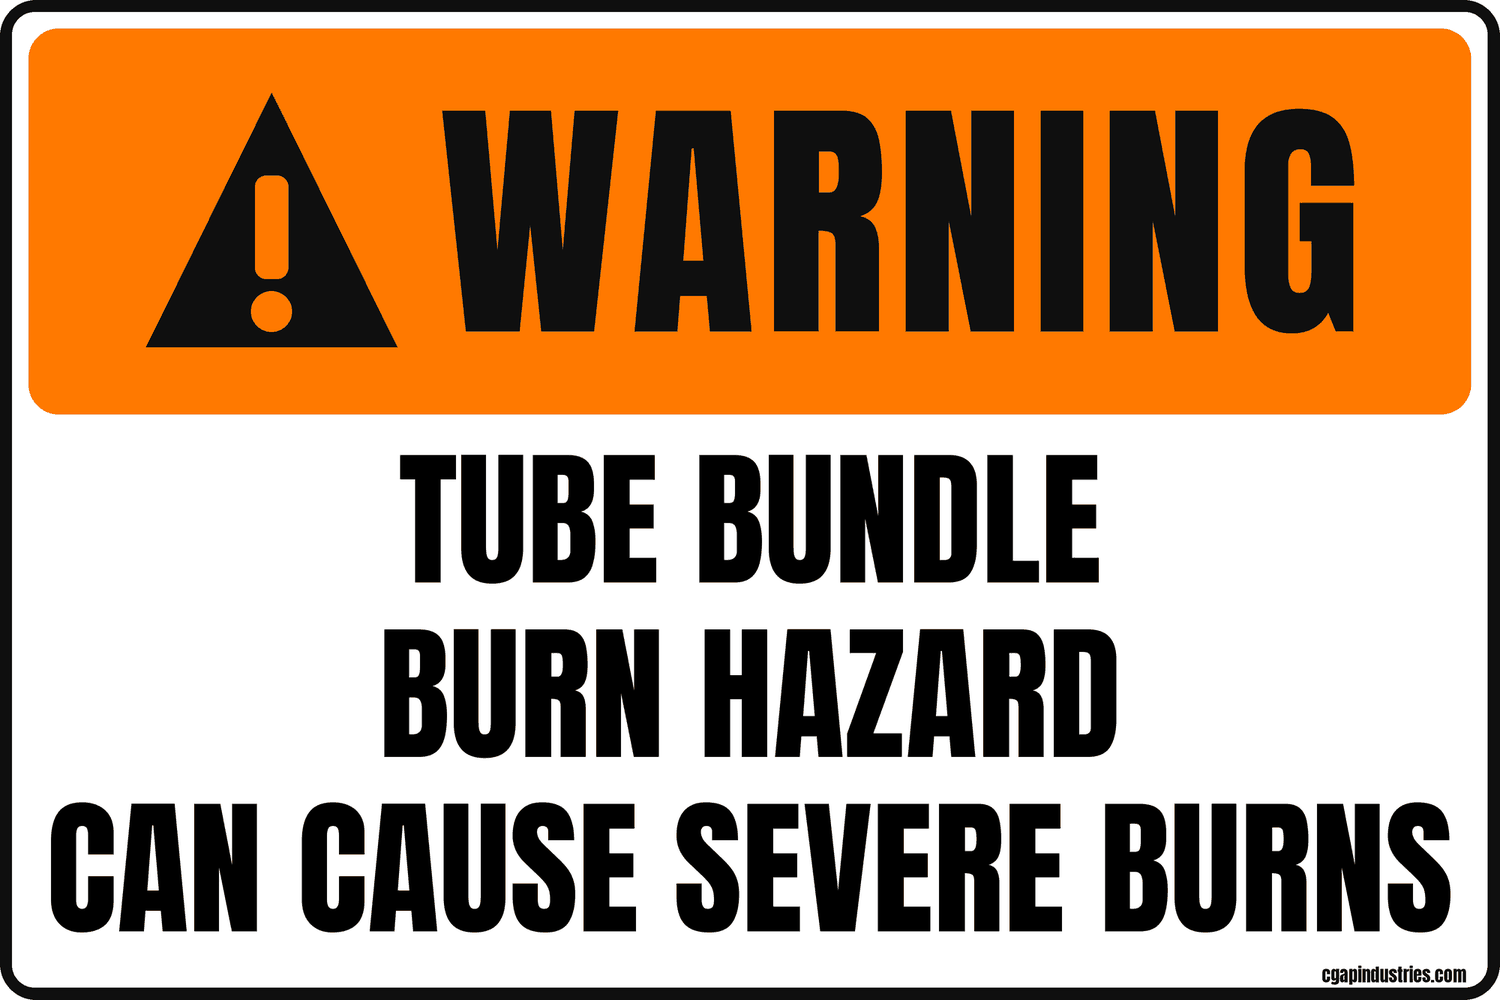 WARNING
TUBE BUNDLE
BURN HAZARD
CAN CAUSE SEVERE BURNS
cgapindustries.com